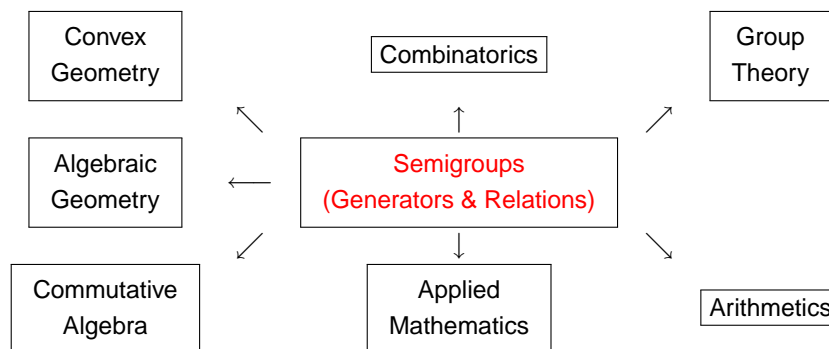 Convex
Geometry
Combinatorics
Group
Theory
Algebraic
Geometry
Semigroups
(Generators & Relations)
Commutative
Algebra
Applied
Mathematics
Arithmetics